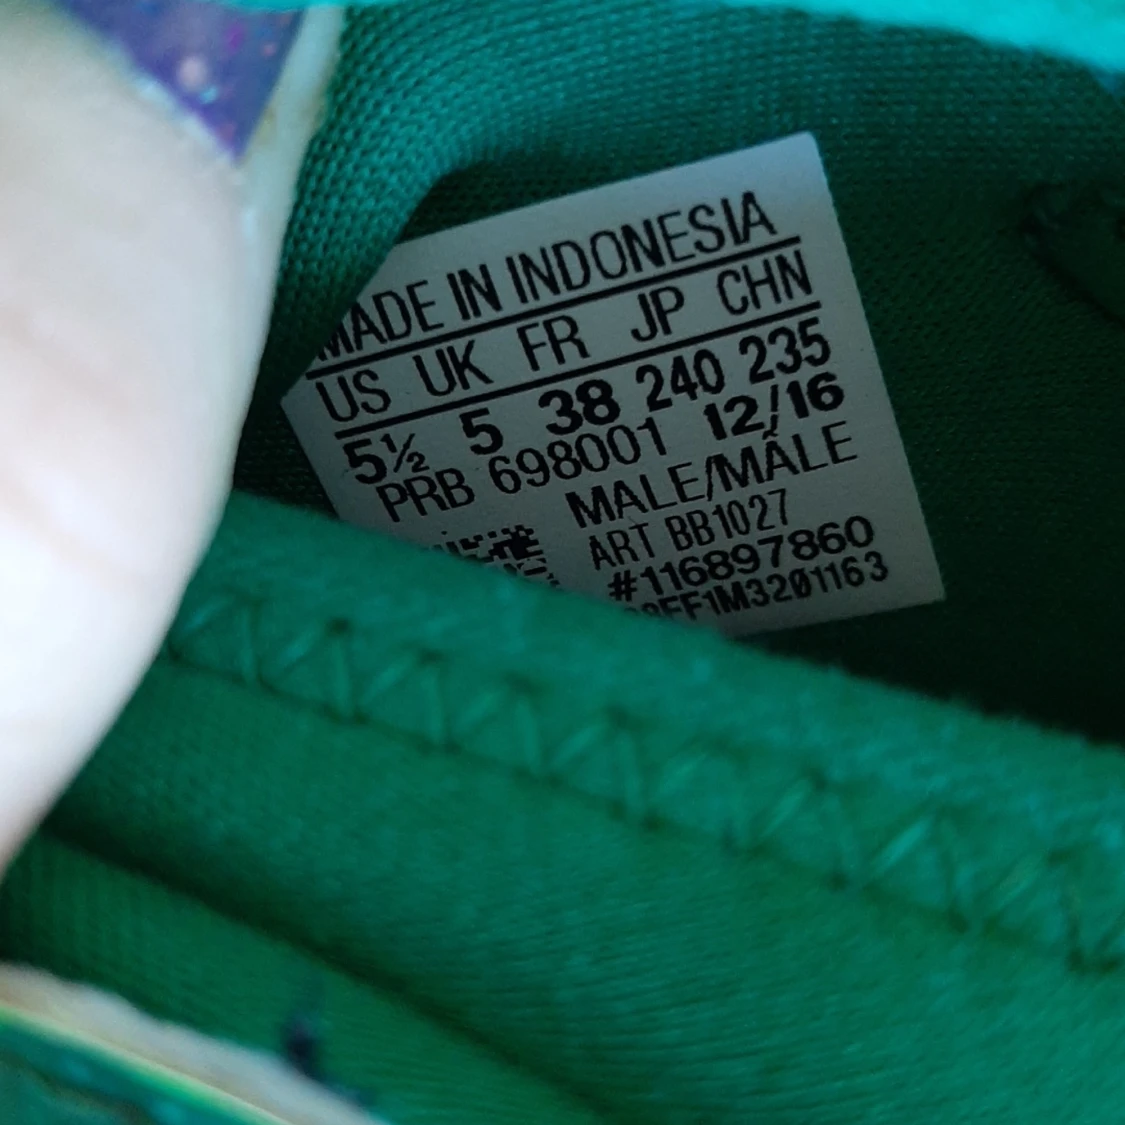 MADE IN INDONESIA
US UK FR JP CHN
5½ 5 38 240 235
PRB 698001 12/16
MALE/MÂLE
ART BB1027
#116897860